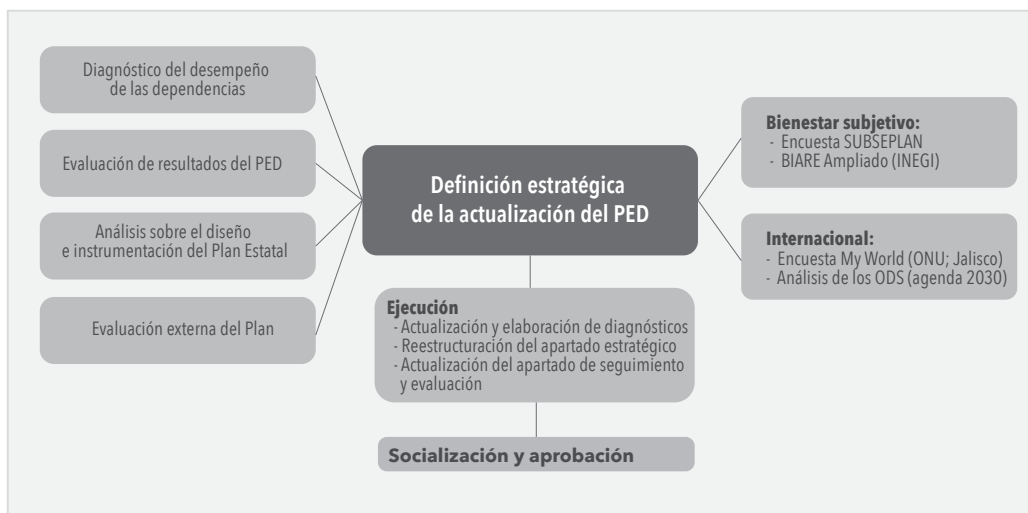 Diagnóstico del desempeño
de las dependencias
Evaluación de resultados del PED
Análisis sobre el diseño
e instrumentación del Plan Estatal
Evaluación externa del Plan
Definición estratégica
de la actualización del PED
Ejecución
- Actualización y elaboración de diagnósticos
- Reestructuración del apartado estratégico
- Actualización del apartado de seguimiento
y evaluación
Socialización y aprobación
Bienestar subjetivo:
- Encuesta SUBSEPLAN
- BIARE Ampliado (INEGI)
Internacional:
- Encuesta My World (ONU; Jalisco)
- Análisis de los ODS (agenda 2030)